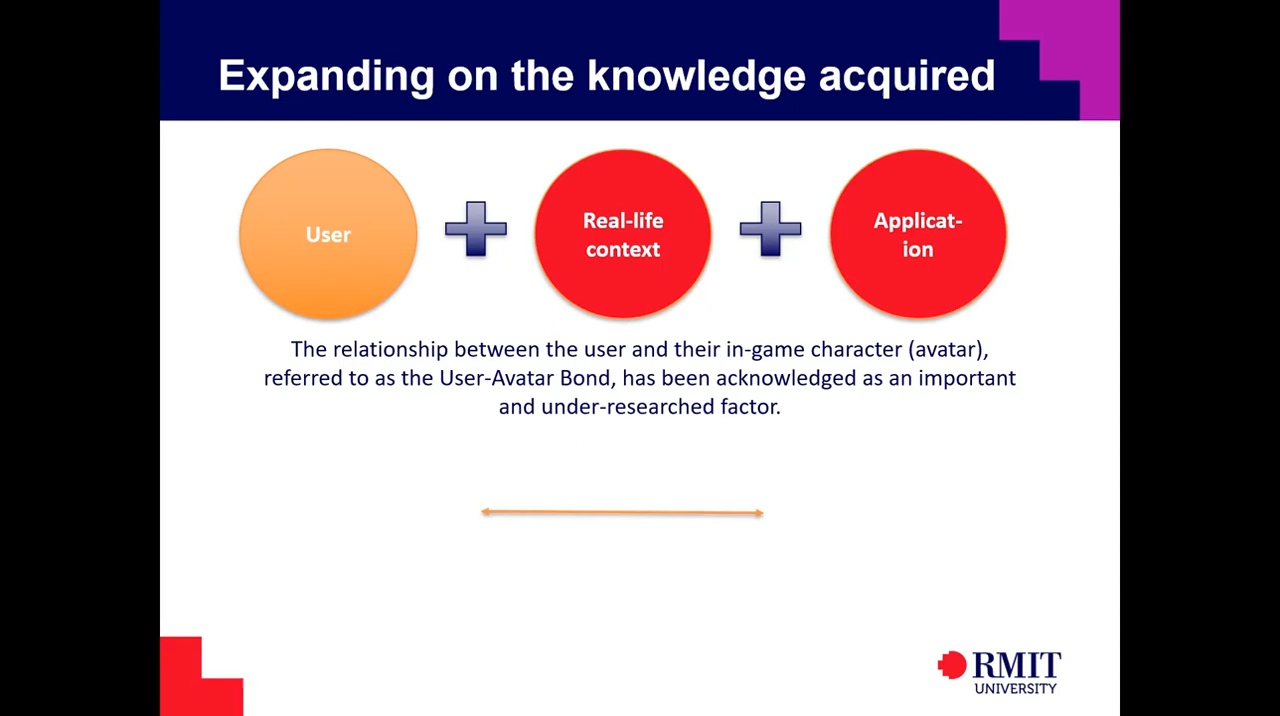 Expanding on the knowledge acquired
User
Real-life
context
Applicat-
ion
The relationship between the user and their in-game character (avatar),
referred to as the User-Avatar Bond, has been acknowledged as an important
and under-researched factor.
RMIT
UNIVERSITY